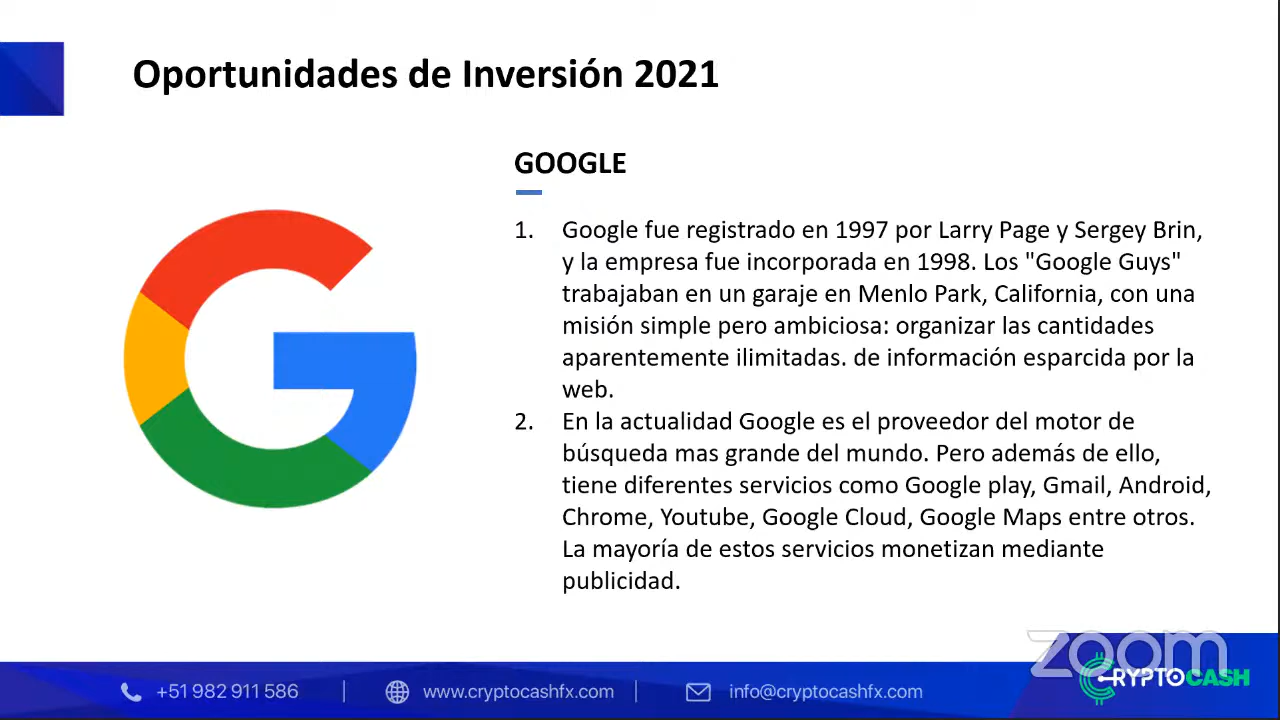 Oportunidades de Inversión 2021
GOOGLE
1. Google fue registrado en 1997 por Larry Page y Sergey Brin,
y la empresa fue incorporada en 1998. Los "Google Guys"
trabajaban en un garaje en Menlo Park, California, con una
misión simple pero ambiciosa: organizar las cantidades
aparentemente ilimitadas. de información esparcida por la
web.
2. En la actualidad Google es el proveedor del motor de
búsqueda mas grande del mundo. Pero además de ello,
tiene diferentes servicios como Google play, Gmail, Android,
Chrome, Youtube, Google Cloud, Google Maps entre otros.
La mayoría de estos servicios monetizan mediante
publicidad.
zoom
+51 982 911 586 | www.cryptocashfx.com | info@cryptocashfx.com
CRYPTOCASH